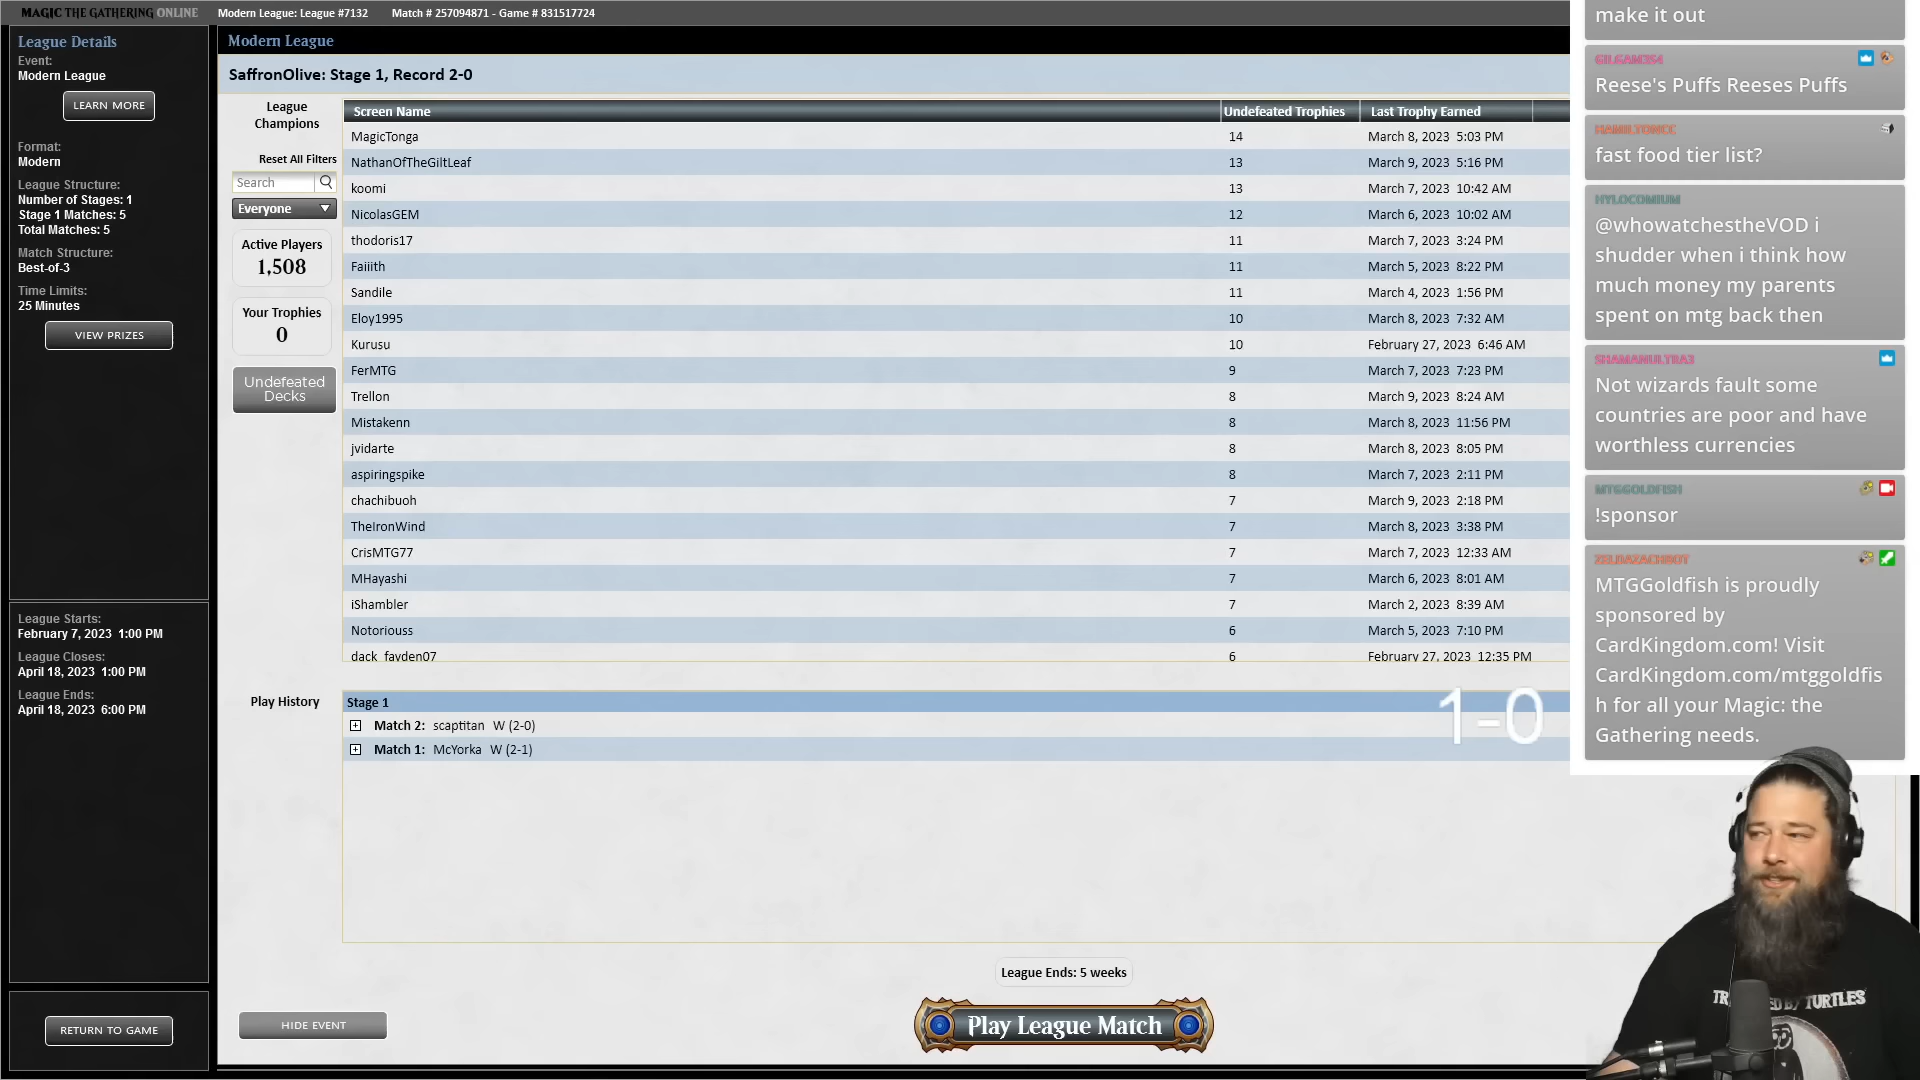 MAGIC THE GATHERING ONLINE
Modern League: League #7132
Match # 257094871 - Game # 831517724
League Details
Event:
Modern League
LEARN MORE
Format:
Modern
League Structure:
Number of Stages: 1
Stage 1 Matches: 5
Total Matches: 5
Match Structure:
Best-of-3
Time Limits:
25 Minutes
VIEW PRIZES
League Starts:
February 7, 2023 1:00 PM
League Closes:
April 18, 2023 1:00 PM
League Ends:
April 18, 2023 6:00 PM
RETURN TO GAME
Modern League
SaffronOlive: Stage 1, Record 2-0
League
Champions
Reset All Filters
Search
Everyone
Active Players
1,508
Your Trophies
0
Undefeated
Decks
Screen Name Undefeated Trophies Last Trophy Earned
MagicTonga 14 March 8, 2023 5:03 PM
NathanOfTheGiltLeaf 13 March 9, 2023 5:16 PM
koomi 13 March 7, 2023 10:42 AM
NicolasGEM 12 March 6, 2023 10:02 AM
thodoris17 11 March 7, 2023 3:24 PM
Faiiith 11 March 5, 2023 8:22 PM
Sandile 11 March 4, 2023 1:56 PM
Eloy1995 10 March 8, 2023 7:32 AM
Kurusu 10 February 27, 2023 6:46 AM
FerMTG 9 March 7, 2023 7:23 PM
Trellon 8 March 9, 2023 8:24 AM
Mistakenn 8 March 8, 2023 11:56 PM
jvidarte 8 March 8, 2023 8:05 PM
aspiringspike 8 March 7, 2023 2:11 PM
chachibuoh 7 March 9, 2023 2:18 PM
TheIronWind 7 March 8, 2023 3:38 PM
CrisMTG77 7 March 7, 2023 12:33 AM
MHayashi 7 March 6, 2023 8:01 AM
iShambler 7 March 2, 2023 8:39 AM
Notoriouss 6 March 5, 2023 7:10 PM
dack_fayden07 6 February 27, 2023 12:35 PM
Play History
Stage 1
Match 2: scaptitan W (2-0)
Match 1: McYorka W (2-1)
1-0
League Ends: 5 weeks
HIDE EVENT
Play League Match
make it out
GILGAM354
Reese's Puffs Reeses Puffs
HAMILTONCC
fast food tier list?
HYLOCOMIUM
@whowatchestheVOD i
shudder when i think how
much money my parents
spent on mtg back then
SHAMANULTRA3
Not wizards fault some
countries are poor and have
worthless currencies
MTGGOLDFISH
!sponsor
ZELDAZACHBOT
MTGGoldfish is proudly
sponsored by
CardKingdom.com! Visit
CardKingdom.com/mtggoldfis
h for all your Magic: the
Gathering needs.
TURTLES